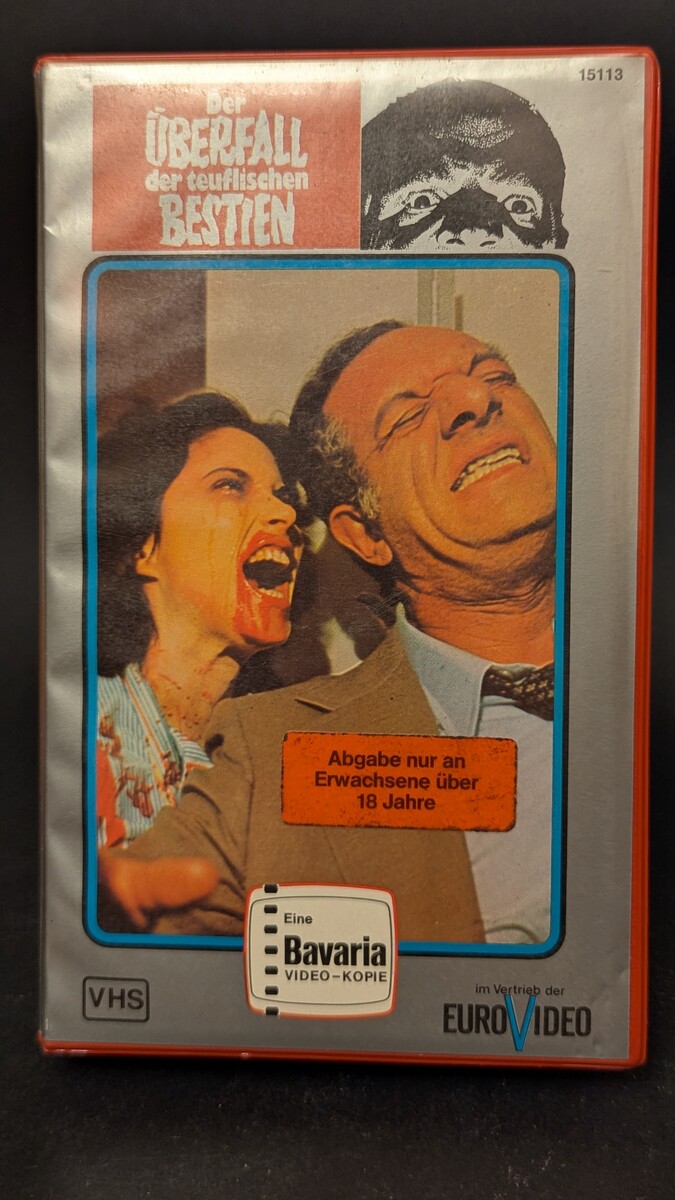 15113
Der
ÜBERFALL
der teuflischen
BESTIEN
Abgabe nur an
Erwachsene über
18 Jahre
Eine
Bavaria
VIDEO-KOPIE
VHS
im Vertrieb der
EUROVIDEO